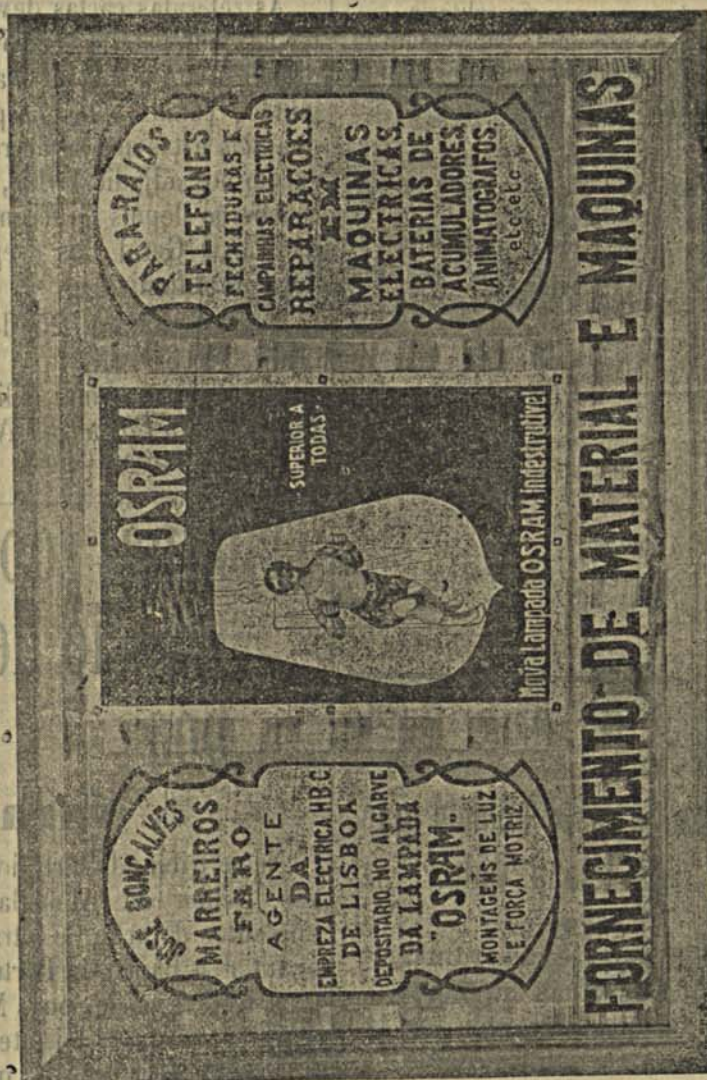 JOSÉ GONÇALVES
MARREIROS
FARO
AGENTE
DA
EMPREZA ELECTRICA H.B.C
DE LISBOA
DEPOSITARIO NO ALGARVE
DA LAMPADA
"OSRAM"
MONTAGENS DE LUZ
E FORÇA MOTRIZ
OSRAM
SUPERIOR A
TODAS
Nova Lampada OSRAM indestrutivel
PARA-RAIOS
TELEFONES
FECHADURAS E
CAMPAINHAS ELECTRICAS
REPARAÇÕES
EM
MAQUINAS
ELECTRICAS,
BATERIAS DE
ACUMULADORES,
ANIMATOGRAFOS,
etc. etc.
FORNECIMENTO DE MATERIAL E MAQUINAS